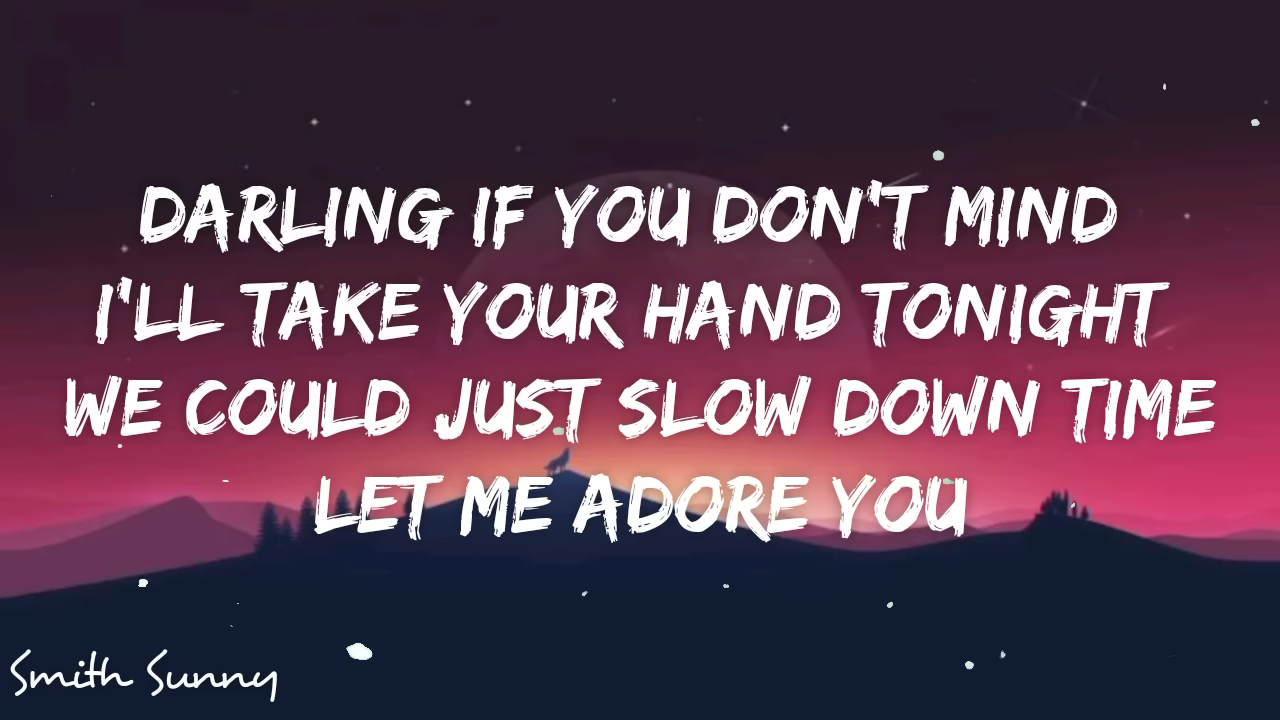 DARLING IF YOU DON'T MIND
I'LL TAKE YOUR HAND TONIGHT
WE COULD JUST SLOW DOWN TIME
LET ME ADORE YOU
Smith Sunny